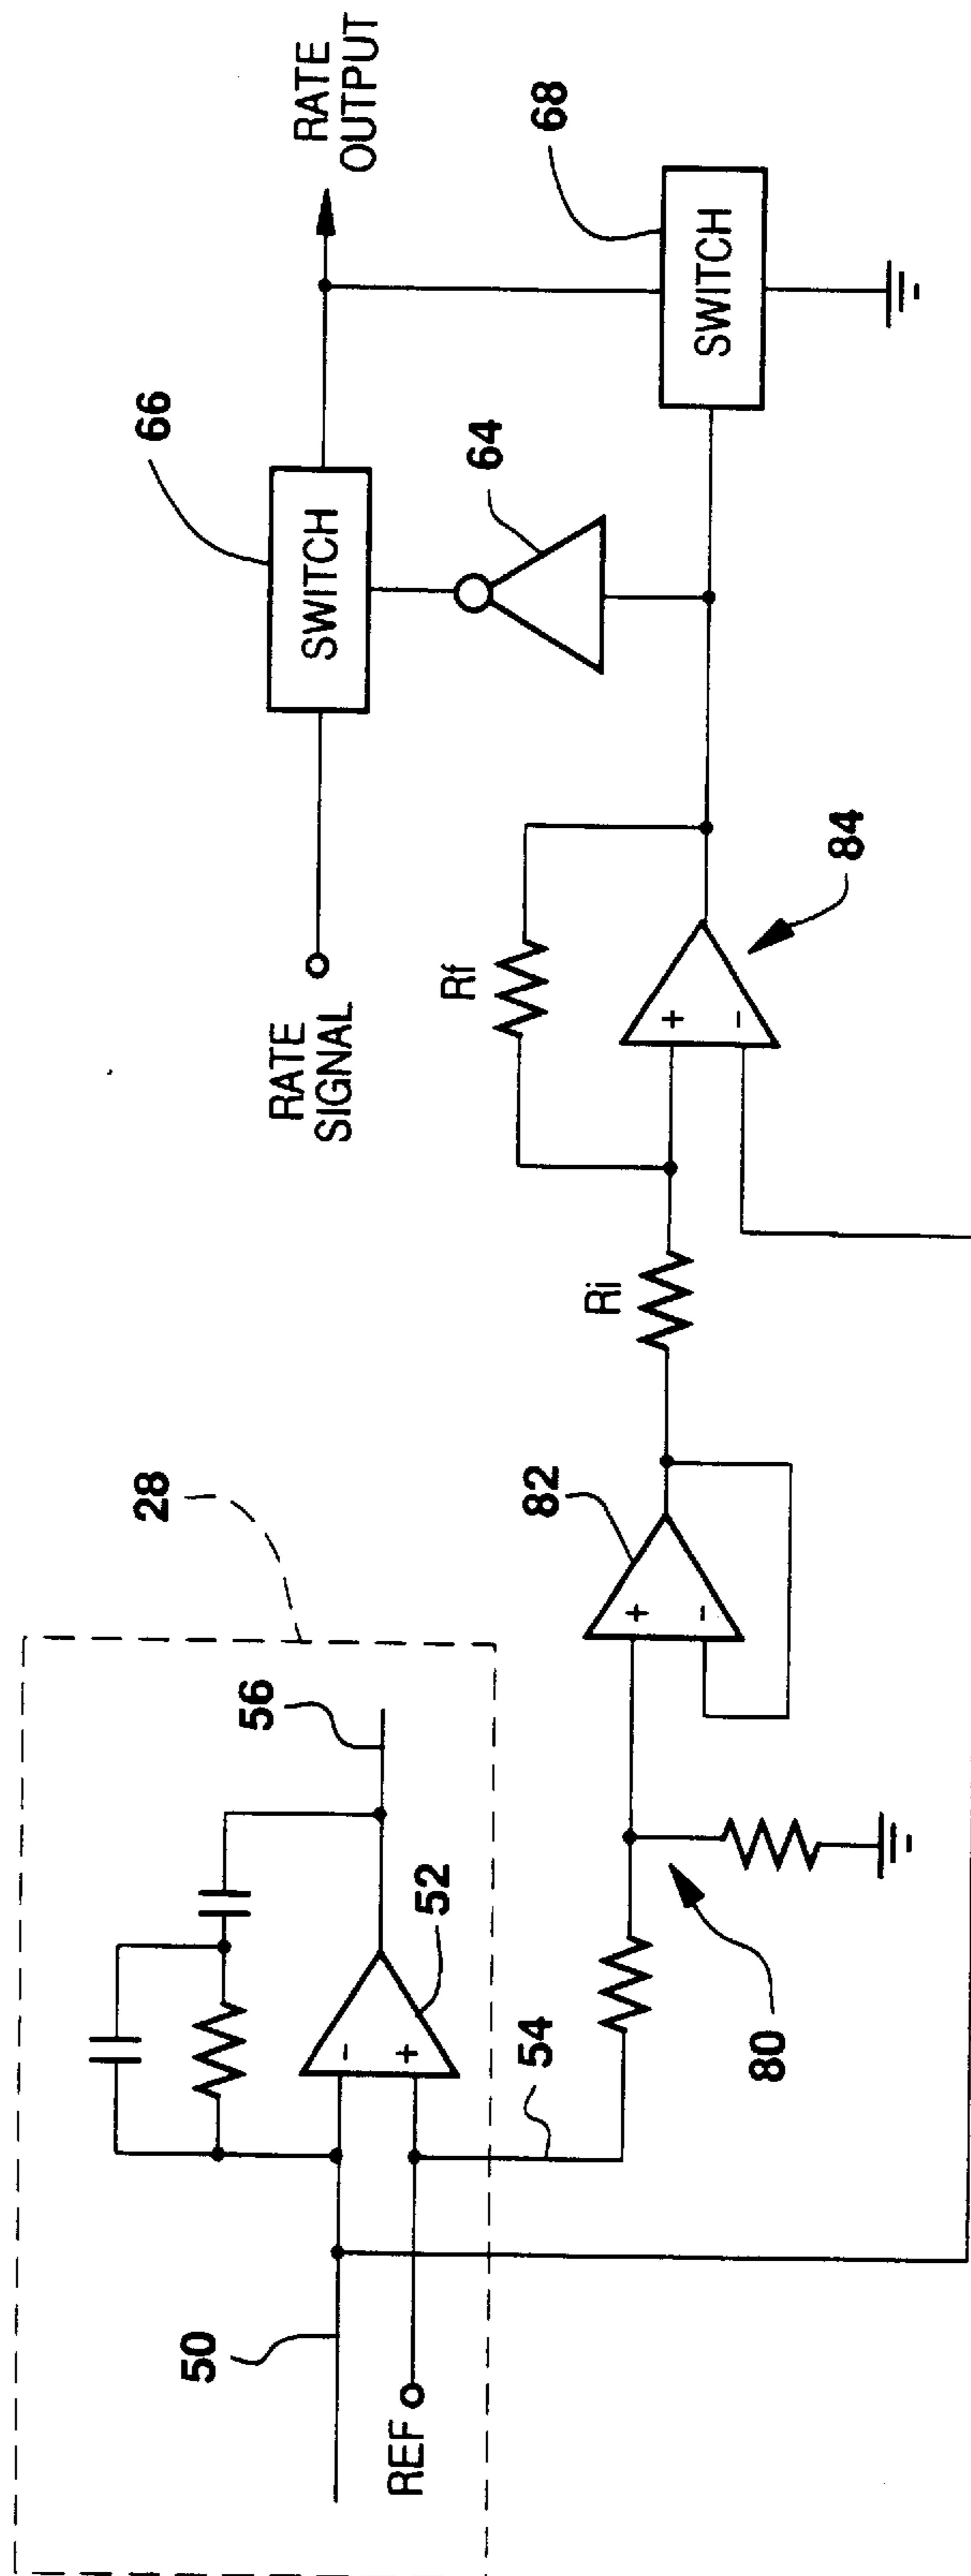 28
50
REF
-
+
52
56
54
80
+
-
82
Ri
Rf
+
-
84
RATE
SIGNAL
SWITCH
66
64
SWITCH
68
RATE
OUTPUT